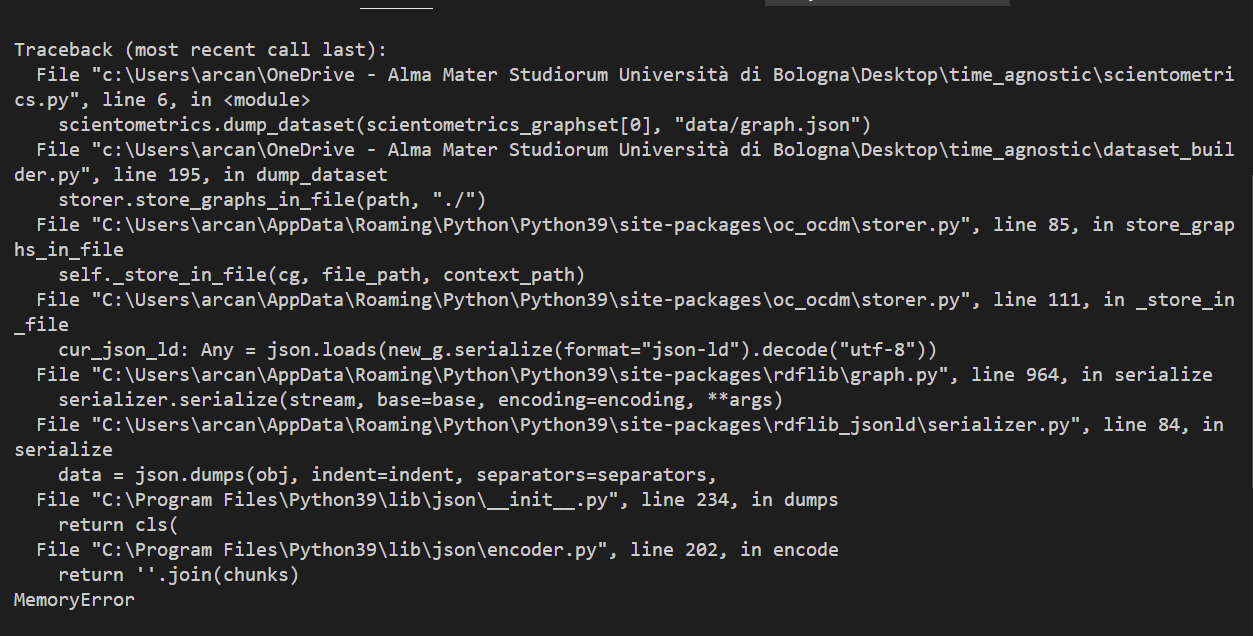 Traceback (most recent call last):
  File "c:\Users\arcan\OneDrive - Alma Mater Studiorum Università di Bologna\Desktop\time_agnostic\scientometri
cs.py", line 6, in <module>
    scientometrics.dump_dataset(scientometrics_graphset[0], "data/graph.json")
  File "c:\Users\arcan\OneDrive - Alma Mater Studiorum Università di Bologna\Desktop\time_agnostic\dataset_buil
der.py", line 195, in dump_dataset
    storer.store_graphs_in_file(path, "./")
  File "C:\Users\arcan\AppData\Roaming\Python\Python39\site-packages\oc_ocdm\storer.py", line 85, in store_grap
hs_in_file
    self._store_in_file(cg, file_path, context_path)
  File "C:\Users\arcan\AppData\Roaming\Python\Python39\site-packages\oc_ocdm\storer.py", line 111, in _store_in
_file
    cur_json_ld: Any = json.loads(new_g.serialize(format="json-ld").decode("utf-8"))
  File "C:\Users\arcan\AppData\Roaming\Python\Python39\site-packages\rdflib\graph.py", line 964, in serialize
    serializer.serialize(stream, base=base, encoding=encoding, **args)
  File "C:\Users\arcan\AppData\Roaming\Python\Python39\site-packages\rdflib_jsonld\serializer.py", line 84, in
serialize
    data = json.dumps(obj, indent=indent, separators=separators,
  File "C:\Program Files\Python39\lib\json\__init__.py", line 234, in dumps
    return cls(
  File "C:\Program Files\Python39\lib\json\encoder.py", line 202, in encode
    return ''.join(chunks)
MemoryError